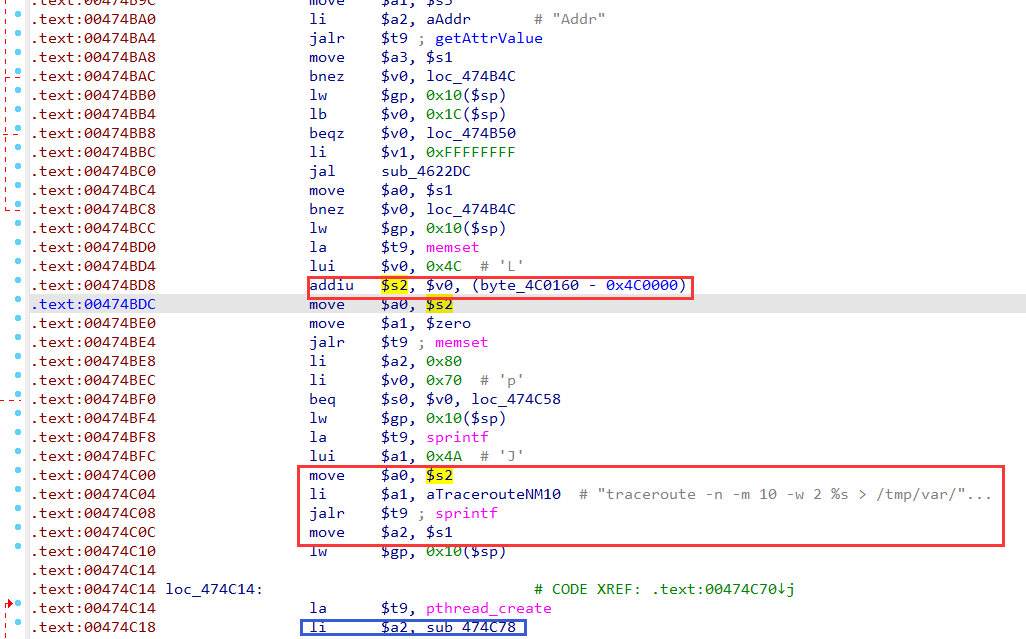 .text:00474B9C move $a1, $s5
.text:00474BA0 li $a2, aAddr # "Addr"
.text:00474BA4 jalr $t9 ; getAttrValue
.text:00474BA8 move $a3, $s1
.text:00474BAC bnez $v0, loc_474B4C
.text:00474BB0 lw $gp, 0x10($sp)
.text:00474BB4 lb $v0, 0x1C($sp)
.text:00474BB8 beqz $v0, loc_474B50
.text:00474BBC li $v1, 0xFFFFFFFF
.text:00474BC0 jal sub_4622DC
.text:00474BC4 move $a0, $s1
.text:00474BC8 bnez $v0, loc_474B4C
.text:00474BCC lw $gp, 0x10($sp)
.text:00474BD0 la $t9, memset
.text:00474BD4 lui $v0, 0x4C # 'L'
.text:00474BD8 addiu $s2, $v0, (byte_4C0160 - 0x4C0000)
.text:00474BDC move $a0, $s2
.text:00474BE0 move $a1, $zero
.text:00474BE4 jalr $t9 ; memset
.text:00474BE8 li $a2, 0x80
.text:00474BEC li $v0, 0x70 # 'p'
.text:00474BF0 beq $s0, $v0, loc_474C58
.text:00474BF4 lw $gp, 0x10($sp)
.text:00474BF8 la $t9, sprintf
.text:00474BFC lui $a1, 0x4A # 'J'
.text:00474C00 move $a0, $s2
.text:00474C04 li $a1, aTracerouteNM10 # "traceroute -n -m 10 -w 2 %s > /tmp/var/"...
.text:00474C08 jalr $t9 ; sprintf
.text:00474C0C move $a2, $s1
.text:00474C10 lw $gp, 0x10($sp)
.text:00474C14
.text:00474C14 loc_474C14: # CODE XREF: .text:00474C70↓j
.text:00474C14 la $t9, pthread_create
.text:00474C18 li $a2, sub_474C78